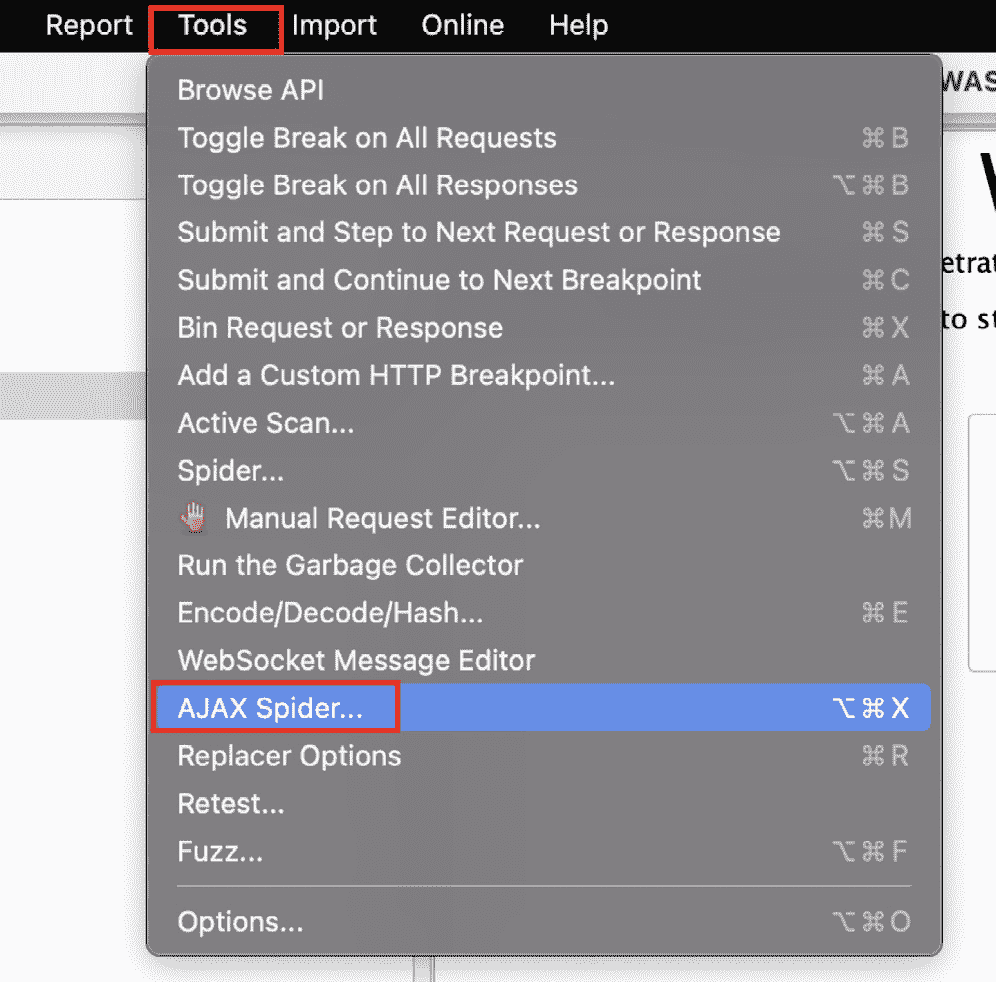 Report Tools Import Online Help
Browse API
Toggle Break on All Requests ⌘ B
Toggle Break on All Responses ⌥ ⌘ B
Submit and Step to Next Request or Response ⌘ S
Submit and Continue to Next Breakpoint ⌘ C
Bin Request or Response ⌘ X
Add a Custom HTTP Breakpoint... ⌘ A
Active Scan... ⌥ ⌘ A
Spider... ⌥ ⌘ S
Manual Request Editor... ⌘ M
Run the Garbage Collector
Encode/Decode/Hash... ⌘ E
WebSocket Message Editor
AJAX Spider... ⌥ ⌘ X
Replacer Options ⌘ R
Retest...
Fuzz... ⌥ ⌘ F
Options... ⌥ ⌘ O
to